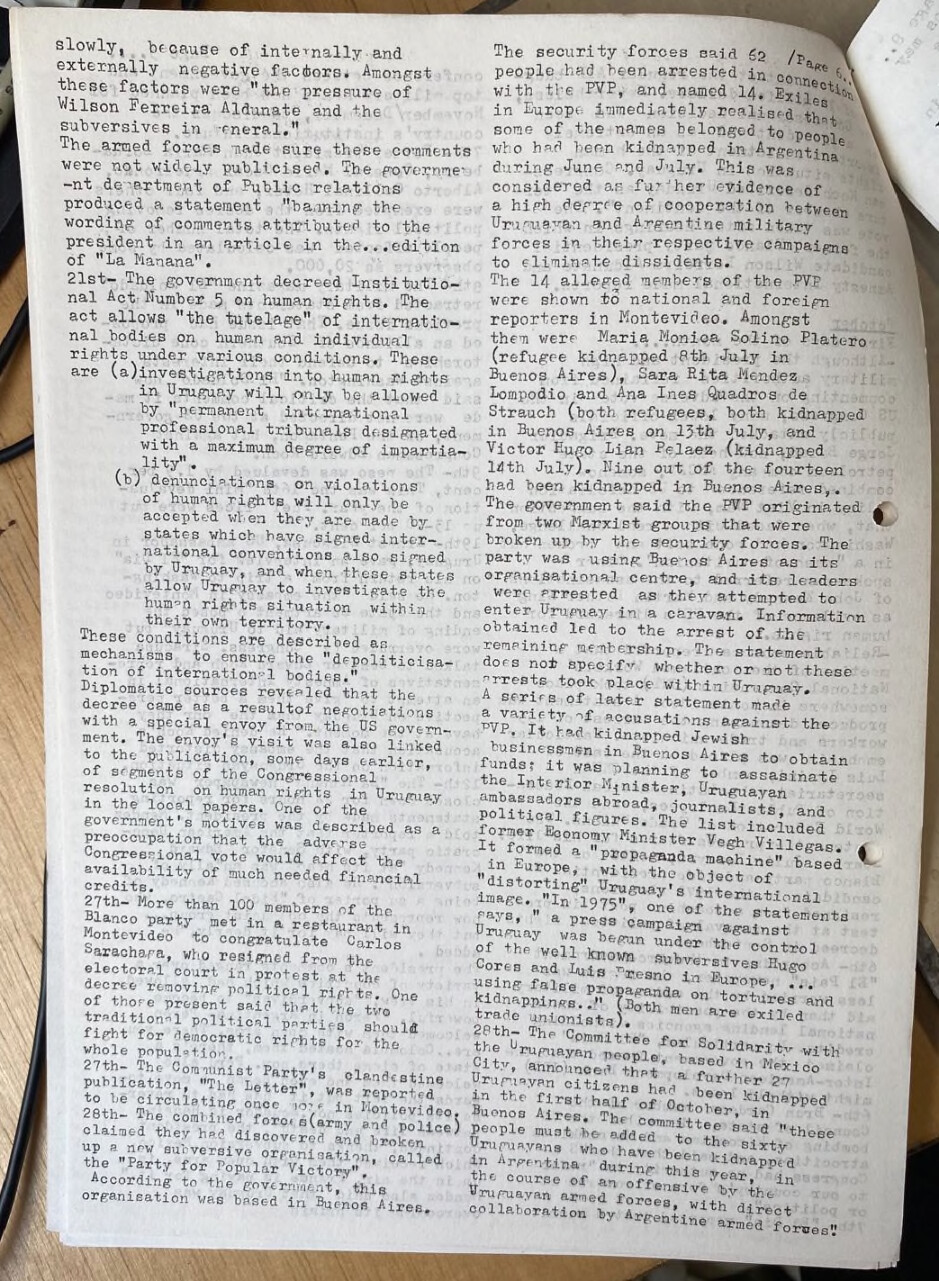 slowly, because of internally and
externally negative factors. Amongst
these factors were "the pressure of
Wilson Ferreira Aldunate and the
subversives in eneral."
The armed forces made sure these comments
were not widely publicised. The governme
-nt department of Public relations
produced a statement "banning the
wording of comments attributed to the
president in an article in the...edition
of "La Manana".
21st- The government decreed Institutio-
nal Act Number 5 on human rights. The
act allows "the tutelage" of internatio-
nal bodies on human and individual
rights under various conditions. These
are (a)investigations into human rights
in Uruguay will only be allowed
by "permanent international
professional tribunals designated
with a maximum degree of impartia-
lity".
(b) denunciations on violations
of human rights will only be
accepted when they are made by
states which have signed inter-
national conventions also signed
by Uruguay, and when these states
allow Uruguay to investigate the
human rights situation within
their own territory.
These conditions are described as
mechanisms to ensure the "depoliticisa-
tion of international bodies."
Diplomatic sources revealed that the
decree came as a resultof negotiations
with a special envoy from the US govern-
ment. The envoy's visit was also linked
to the publication, some days earlier,
of segments of the Congressional
resolution on human rights in Uruguay
in the local papers. One of the
government's motives was described as a
preoccupation that the adverse
Congressional vote would affect the
availability of much needed financial
credits.
27th- More than 100 members of the
Blanco party met in a restaurant in
Montevideo to congratulate Carlos
Sarachaga, who resigned from the
electoral court in protest at the
decree removing political rights. One
of those present said that the two
traditional political parties should
fight for democratic rights for the
whole population.
27th- The Communist Party's clandestine
publication, "The Letter", was reported
to be circulating once more in Montevideo.
28th- The combined forces(army and police)
claimed they had discovered and broken
up a new subversive organisation, called
the "Party for Popular Victory".
According to the government, this
organisation was based in Buenos Aires.
/Page 6..
The security forces said 62
people had been arrested in connection
with the PVP, and named 14. Exiles
in Europe immediately realised that
some of the names belonged to people
who had been kidnapped in Argentina
during June and July. This was
considered as further evidence of
a high degree of cooperation between
Uruguayan and Argentine military
forces in their respective campaigns
to eliminate dissidents.
The 14 alleged members of the PVP
were shown to national and foreign
reporters in Montevideo. Amongst
them were Maria Monica Solino Platero
(refugee kidnapped 8th July in
Buenos Aires), Sara Rita Mendez
Lompodio and Ana Ines Quadros de
Strauch (both refugees, both kidnapped
in Buenos Aires on 13th July, and
Victor Hugo Lian Pelaez (kidnapped
14th July). Nine out of the fourteen
had been kidnapped in Buenos Aires,.
The government said the PVP originated
from two Marxist groups that were
broken up by the security forces. The
party was using Buenos Aires as its
organisational centre, and its leaders
were arrested as they attempted to
enter Uruguay in a caravan. Information
obtained led to the arrest of the
remaining membership. The statement
does not specify whether or not these
arrests took place within Uruguay.
A series of later statement made
a variety of accusations against the
PVP. It had kidnapped Jewish
businessmen in Buenos Aires to obtain
funds; it was planning to assasinate
the Interior Minister, Uruguayan
ambassadors abroad, journalists, and
political figures. The list included
former Economy Minister Vegh Villegas.
It formed a "propaganda machine" based
in Europe, with the object of
"distorting" Uruguay's international
image. "In 1975", one of the statements
says, " a press campaign against
Uruguay was begun under the control
of the well known subversives Hugo
Cores and Luis Presno in Europe, ...
using false propaganda on tortures and
kidnappings.." (Both men are exiled
trade unionists).
28th- The Committee for Solidarity with
the Uruguayan people, based in Mexico
City, announced that a further 27
Uruguayan citizens had been kidnapped
in the first half of October, in
Buenos Aires. The committee said "these
people must be added to the sixty
Uruguayans who have been kidnapped
in Argentina during this year, in
the course of an offensive by the
Uruguayan armed forces, with direct
collaboration by Argentine armed forces"